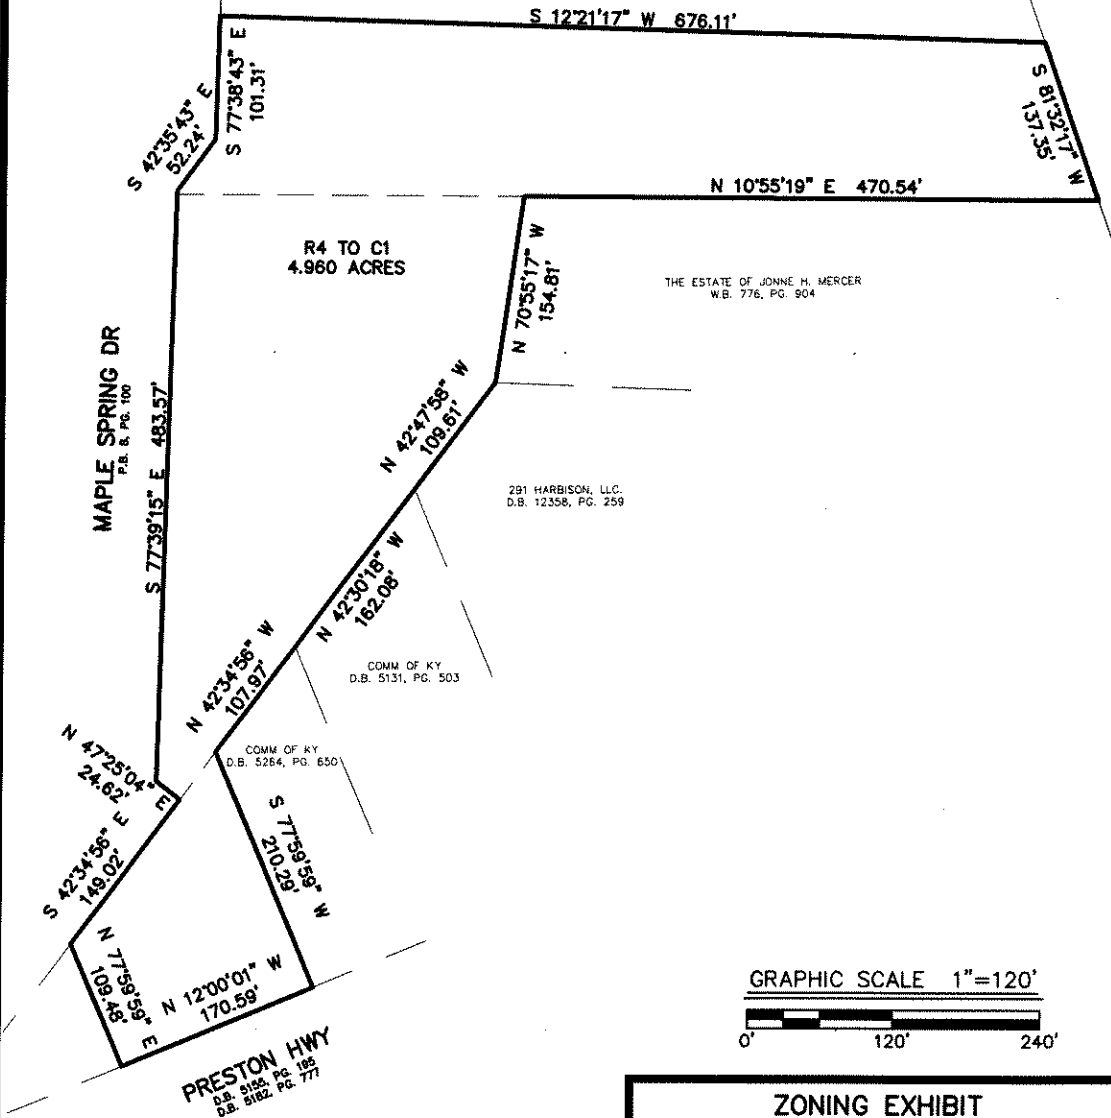 S 12°21'17" W 676.11'
S 77°38'43" E
101.31'
S 42°35'43" E
52.24'
S 81°32'17" W
137.35'
N 10°55'19" E 470.54'
R4 TO C1
4.960 ACRES
N 70°55'17" W
154.81'
THE ESTATE OF JONNE H. MERCER
W.B. 776, PG. 904
MAPLE SPRING DR
P.B. 8, PG. 100
S 77°39'15" E 483.57'
N 42°47'58" W
109.61'
291 HARBISON, LLC.
D.B. 12358, PG. 259
N 42°30'18" W
162.08'
COMM OF KY
D.B. 5131, PG. 503
N 42°34'56" W
107.97'
COMM OF KY
D.B. 5264, PG. 650
N 47°25'04" E
24.62'
S 42°34'56" E
149.02'
S 77°59'59" W
210.29'
N 77°59'59" E
109.48'
N 12°00'01" W
170.59'
PRESTON HWY
D.B. 5156, PG. 195
D.B. 5182, PG. 777
GRAPHIC SCALE 1"=120'
0' 120' 240'
ZONING EXHIBIT